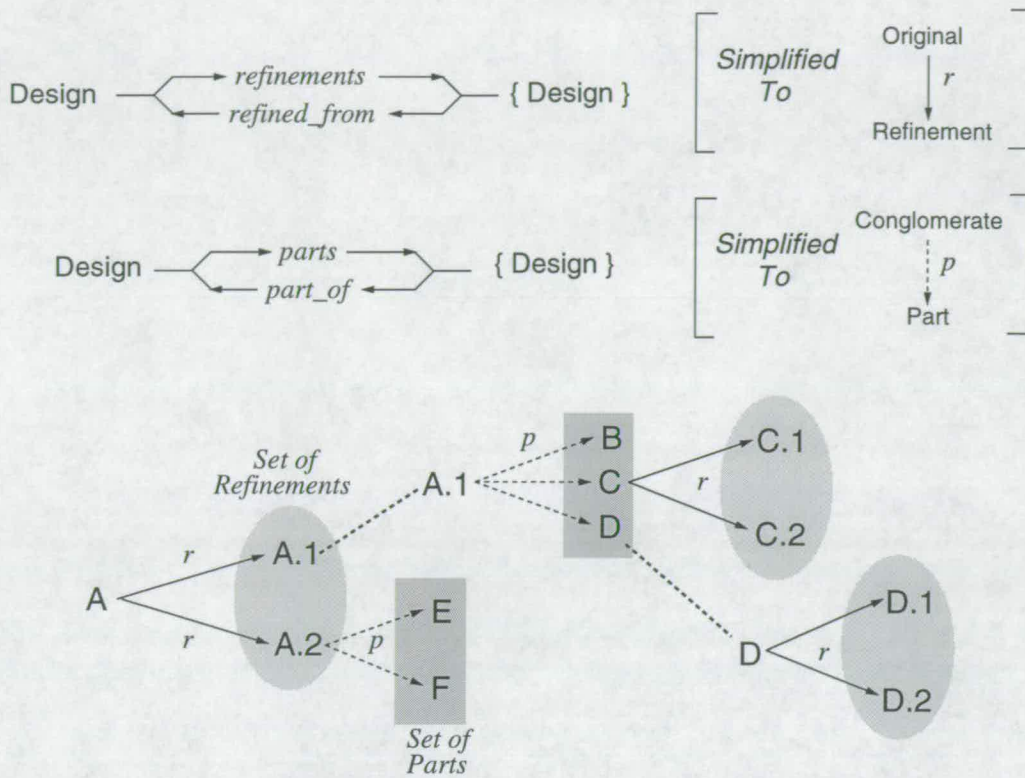 Design
refinements
refined_from
{ Design }
Simplified
To
Original
r
Refinement
Design
parts
part_of
{ Design }
Simplified
To
Conglomerate
p
Part
Set of
Refinements
A
r
r
A.1
A.2
p
E
F
Set of
Parts
A.1
p
B
C
D
r
C.1
C.2
D
r
D.1
D.2